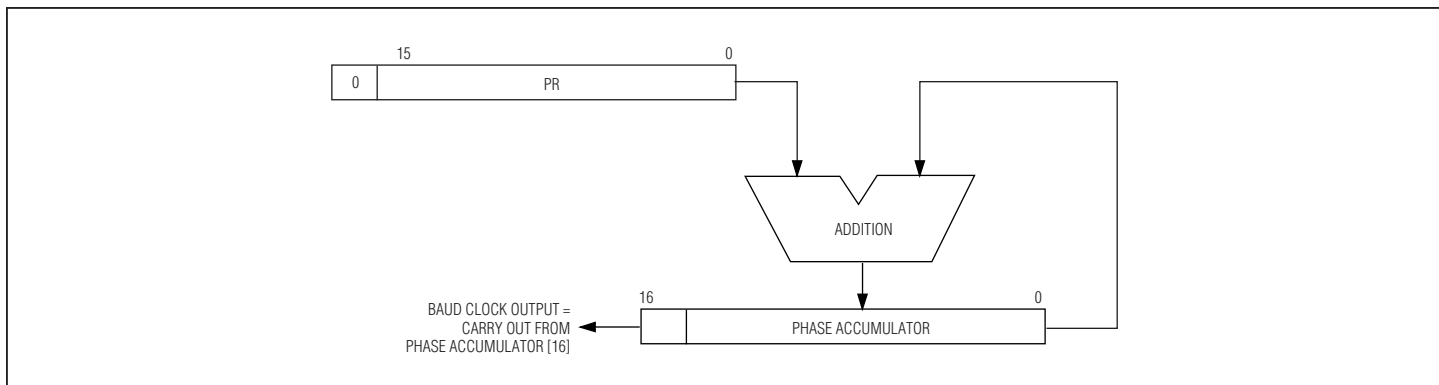 15 0
0 PR
ADDITION
16 0
BAUD CLOCK OUTPUT =
CARRY OUT FROM
PHASE ACCUMULATOR [16]
PHASE ACCUMULATOR